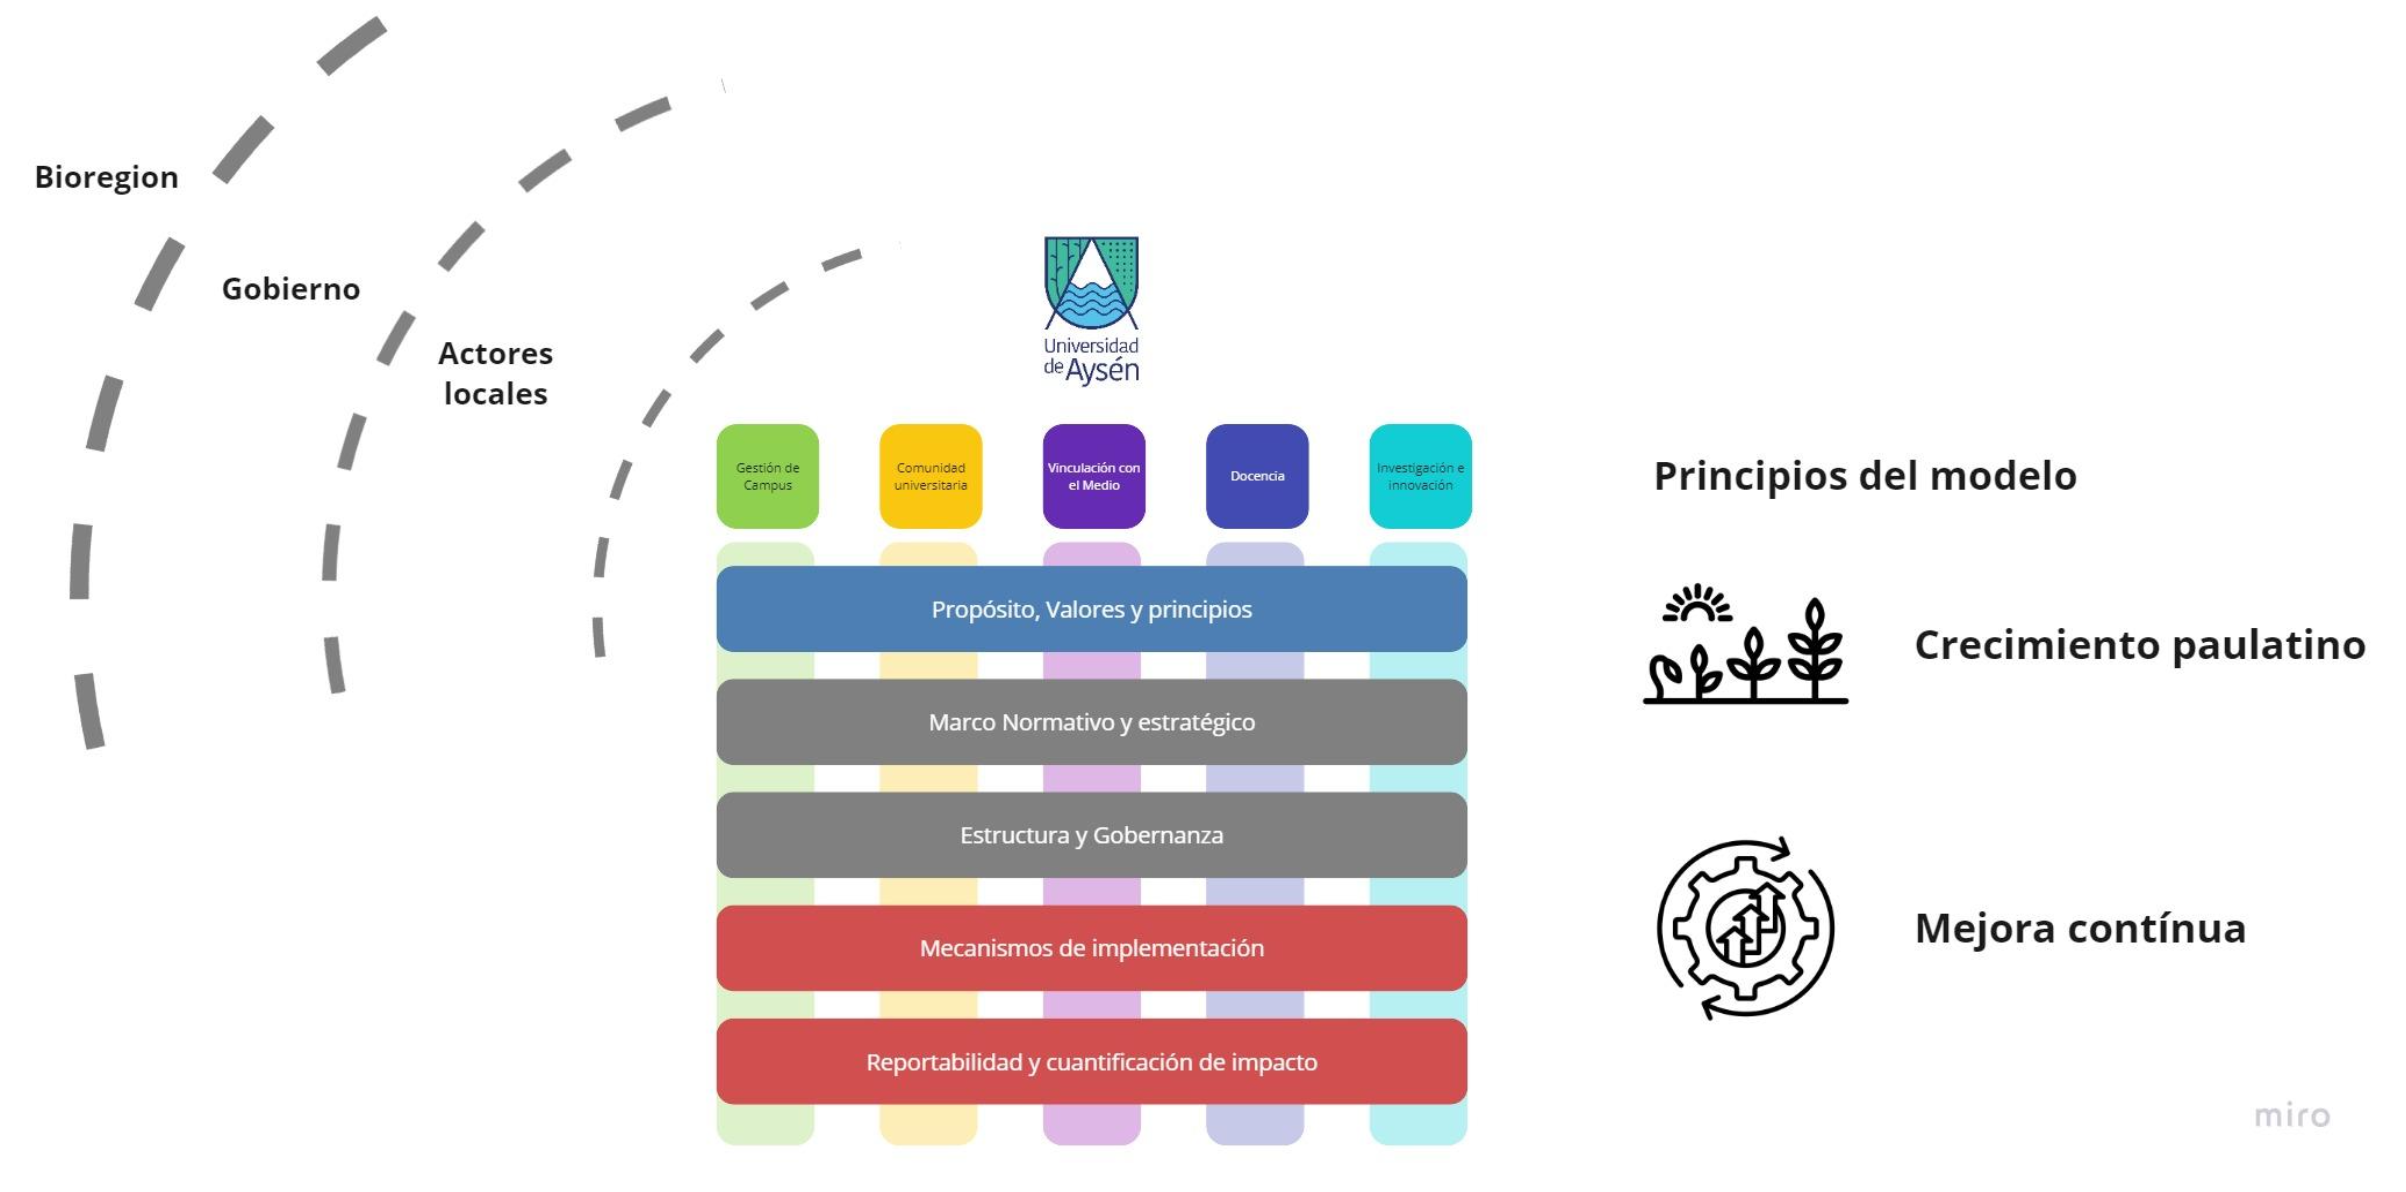 Bioregion
Gobierno
Actores
locales
Universidad
de Aysén
Gestión de
Campus
Comunidad
universitaria
Vinculación con
el Medio
Docencia
Investigación e
innovación
Propósito, Valores y principios
Marco Normativo y estratégico
Estructura y Gobernanza
Mecanismos de implementación
Reportabilidad y cuantificación de impacto
Principios del modelo
Crecimiento paulatino
Mejora contínua
miro